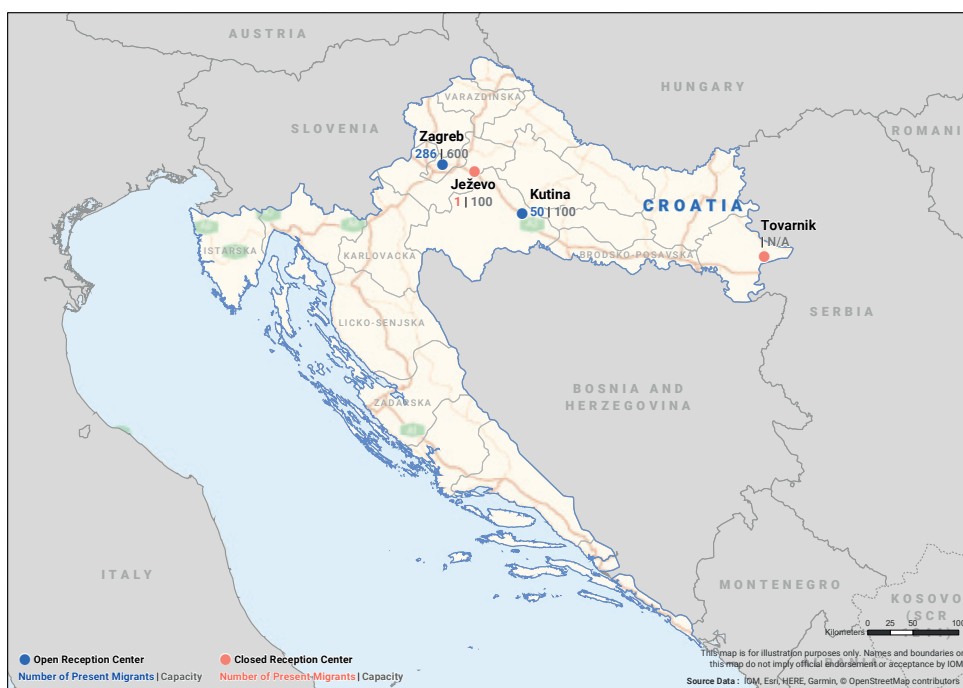 AUSTRIA
HUNGARY
VARAZDINSKA
SLOVENIA
ROMANI
Zagreb
286 | 600
Ježevo
1 | 100
Kutina
50 | 100
CROATIA
Tovarnik
| N/A
ISTARSKA
KARLOVACKA
BRODSKO-POSAVSKA
SERBIA
LICKO-SENJSKA
BOSNIA AND
HERZEGOVINA
ZADARSKA
ITALY
MONTENEGRO
KOSOVO
(SCR
ALBANIA
Kilometers
0 25 50 100
Open Reception Center
Number of Present Migrants | Capacity
Closed Reception Center
Number of Present Migrants | Capacity
This map is for illustration purposes only. Names and boundaries on
this map do not imply official endorsement or acceptance by IOM
Source Data : IOM, Esri, HERE, Garmin, © OpenStreetMap contributors